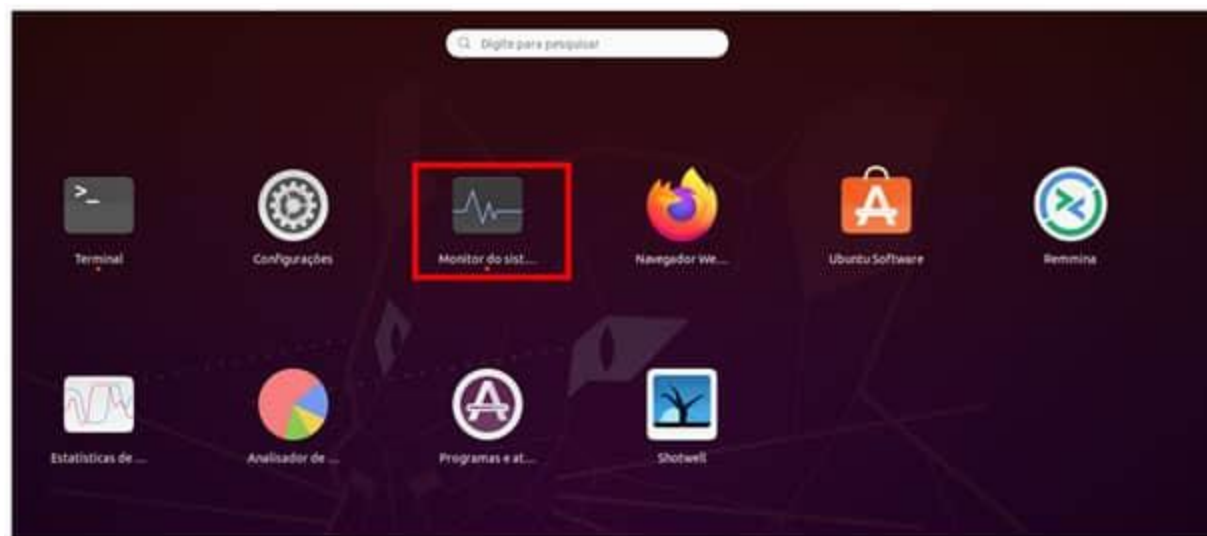 Digite para pesquisar
>_
Terminal
Configurações
Monitor do sist...
Navegador We...
Ubuntu Software
Remmina
Estatísticas de ...
Analisador de ...
Programas e at...
Shotwell